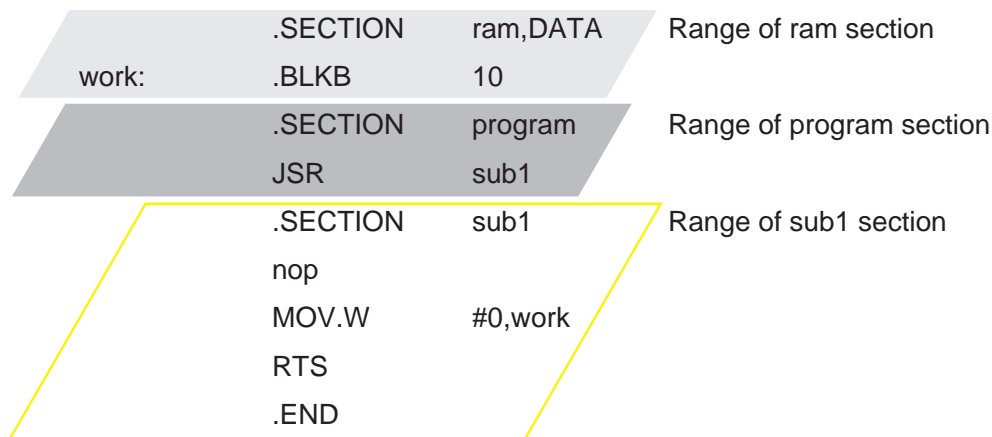 .SECTION ram,DATA Range of ram section
work: .BLKB 10
.SECTION program Range of program section
JSR sub1
.SECTION sub1 Range of sub1 section
nop
MOV.W #0,work
RTS
.END